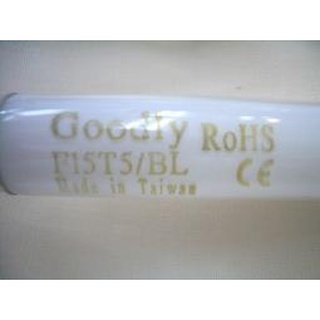 Goodly RoHS
F15T5/BL CE
Made in Taiwan